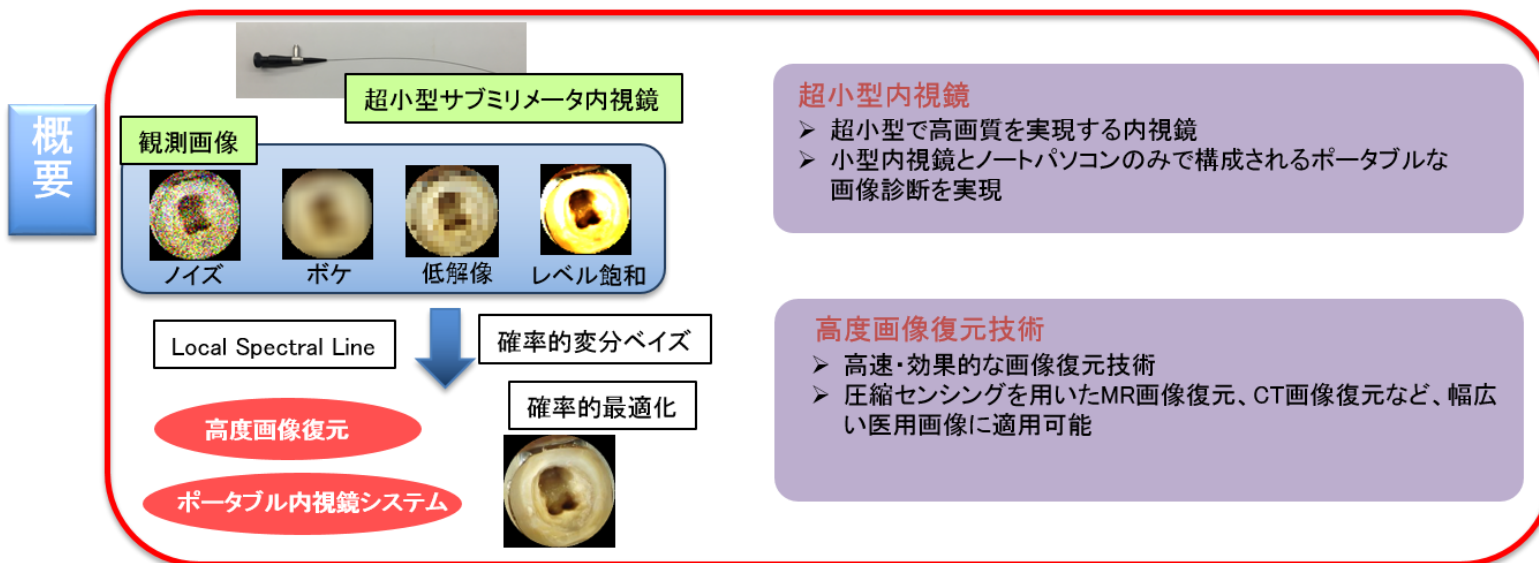 概要
超小型サブミリメータ内視鏡
観測画像
ノイズ
ボケ
低解像
レベル飽和
Local Spectral Line
確率的変分ベイズ
確率的最適化
高度画像復元
ポータブル内視鏡システム
超小型内視鏡
➢ 超小型で高画質を実現する内視鏡
➢ 小型内視鏡とノートパソコンのみで構成されるポータブルな
画像診断を実現
高度画像復元技術
➢ 高速・効果的な画像復元技術
➢ 圧縮センシングを用いたMR画像復元、CT画像復元など、幅広
い医用画像に適用可能